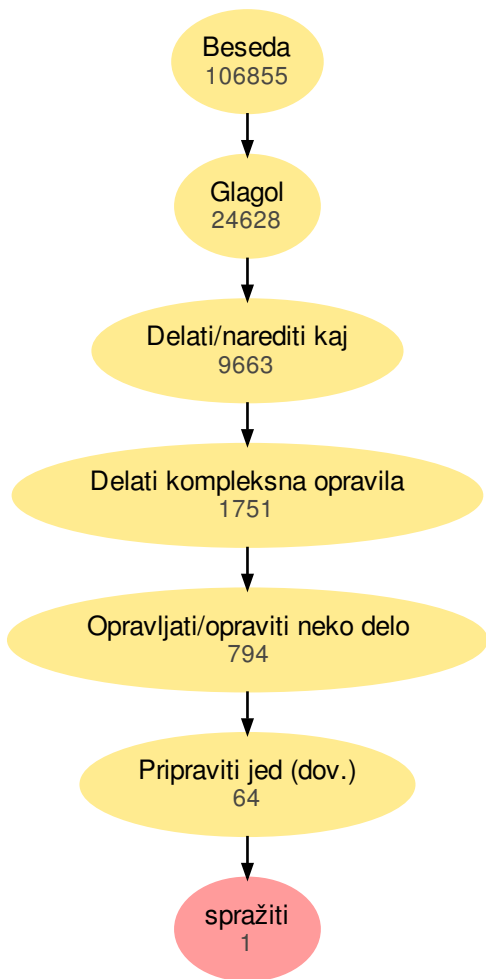 Beseda
106855
Glagol
24628
Delati/narediti kaj
9663
Delati kompleksna opravila
1751
Opravljati/opraviti neko delo
794
Pripraviti jed (dov.)
64
spražiti
1